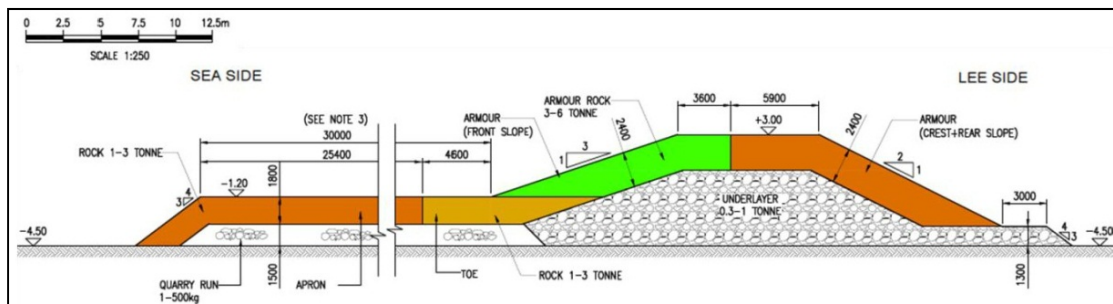 0 2.5 5 7.5 10 12.5m
SCALE 1:250
SEA SIDE
LEE SIDE
(SEE NOTE 3)
30000
25400
4600
ROCK 1-3 TONNE
4
3
-1.20
1800
ARMOUR
(FRONT SLOPE)
3
1
ARMOUR ROCK
3-6 TONNE
2400
3600
5900
+3.00
2400
ARMOUR
(CREST+REAR SLOPE)
2
1
3000
UNDERLAYER
0.3-1 TONNE
-4.50
4
3
-4.50
1500
1300
QUARRY RUN
1-500kg
APRON
TOE
ROCK 1-3 TONNE